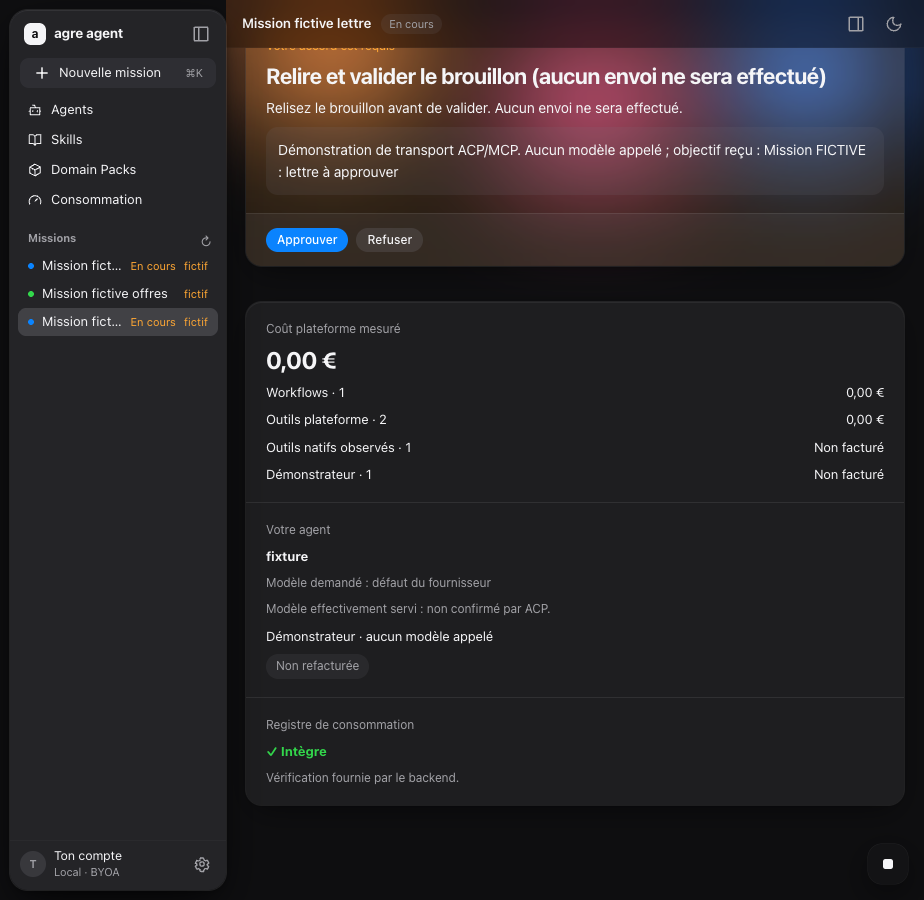 a agre agent
Nouvelle mission ⌘K
Agents
Skills
Domain Packs
Consommation
Missions
Mission fict… En cours fictif
Mission fictive offres fictif
Mission fict… En cours fictif
Ton compte
T
Local · BYOA
Mission fictive lettre En cours
Votre accord est requis
Relire et valider le brouillon (aucun envoi ne sera effectué)
Relisez le brouillon avant de valider. Aucun envoi ne sera effectué.
Démonstration de transport ACP/MCP. Aucun modèle appelé ; objectif reçu : Mission FICTIVE
: lettre à approuver
Approuver Refuser
Coût plateforme mesuré
0,00 €
Workflows · 1 0,00 €
Outils plateforme · 2 0,00 €
Outils natifs observés · 1 Non facturé
Démonstrateur · 1 Non facturé
Votre agent
fixture
Modèle demandé : défaut du fournisseur
Modèle effectivement servi : non confirmé par ACP.
Démonstrateur · aucun modèle appelé
Non refacturée
Registre de consommation
✓ Intègre
Vérification fournie par le backend.